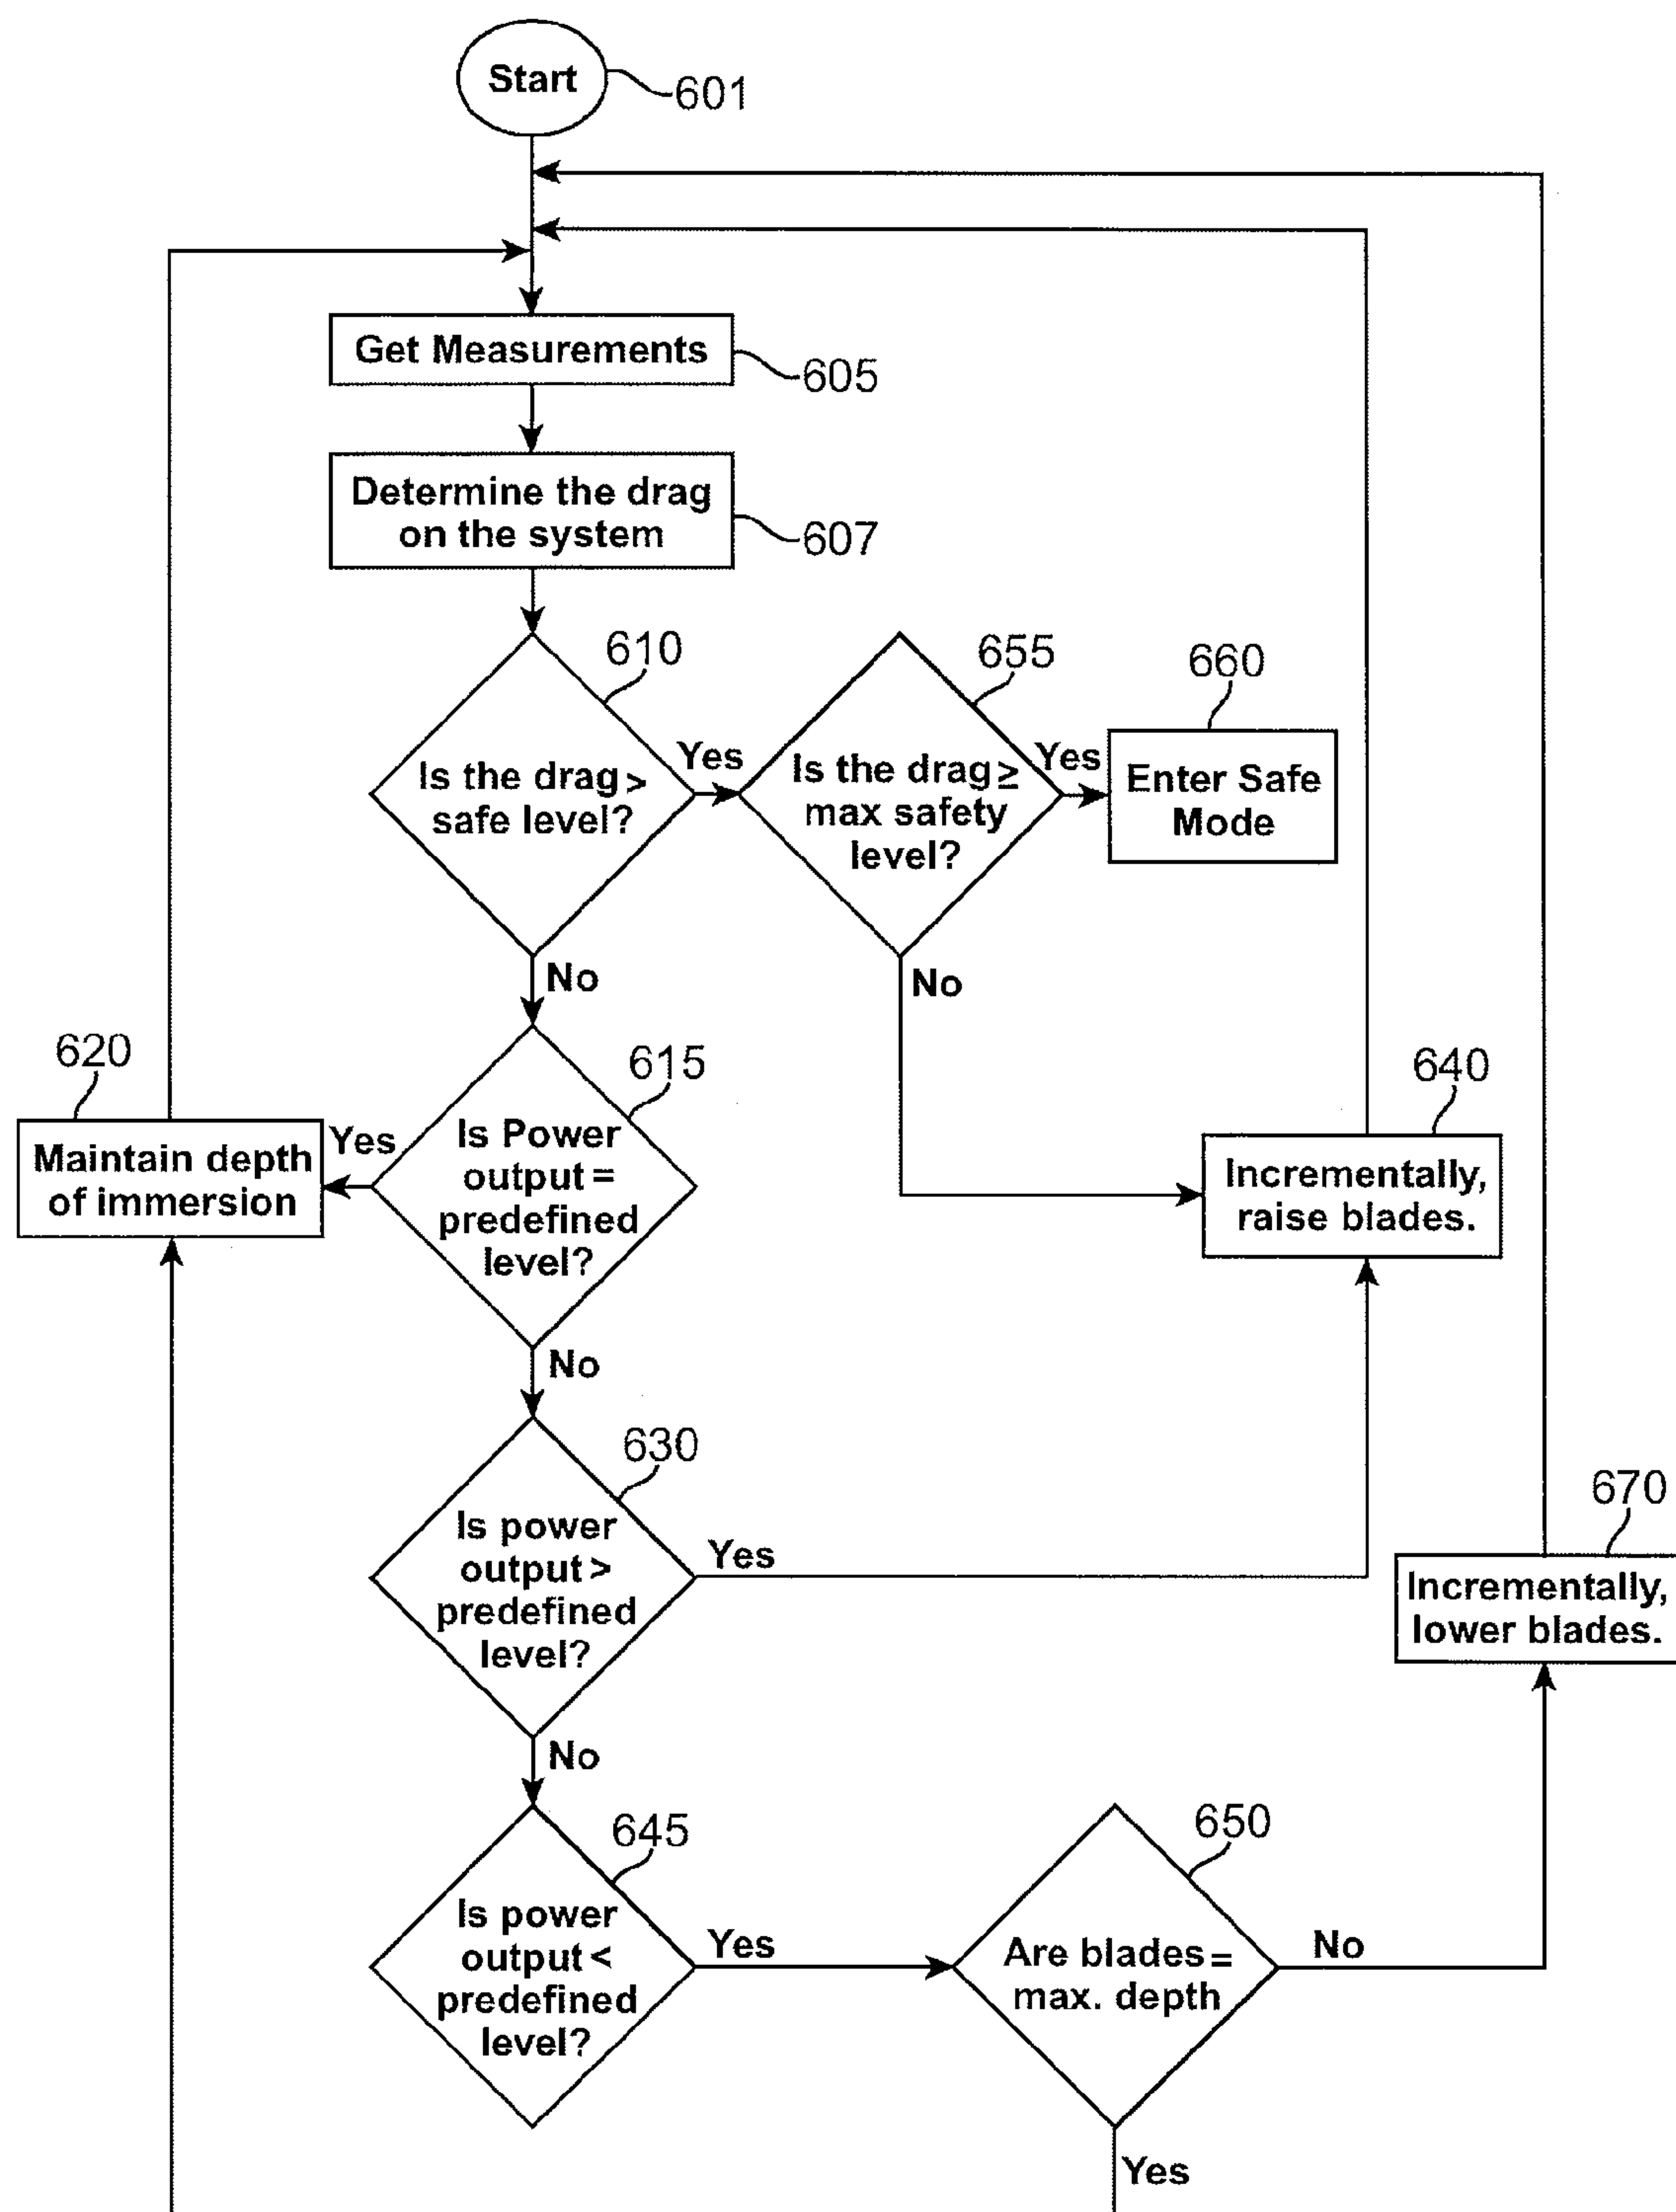 Start
601
Get Measurements
605
Determine the drag
on the system
607
610
Is the drag >
safe level?
Yes
655
Is the drag ≥
max safety
level?
Yes
660
Enter Safe
Mode
No
No
620
Maintain depth
of immersion
Yes
615
Is Power
output =
predefined
level?
640
Incrementally,
raise blades.
No
630
Is power
output >
predefined
level?
Yes
670
Incrementally,
lower blades.
No
645
Is power
output <
predefined
level?
Yes
650
Are blades =
max. depth
No
Yes